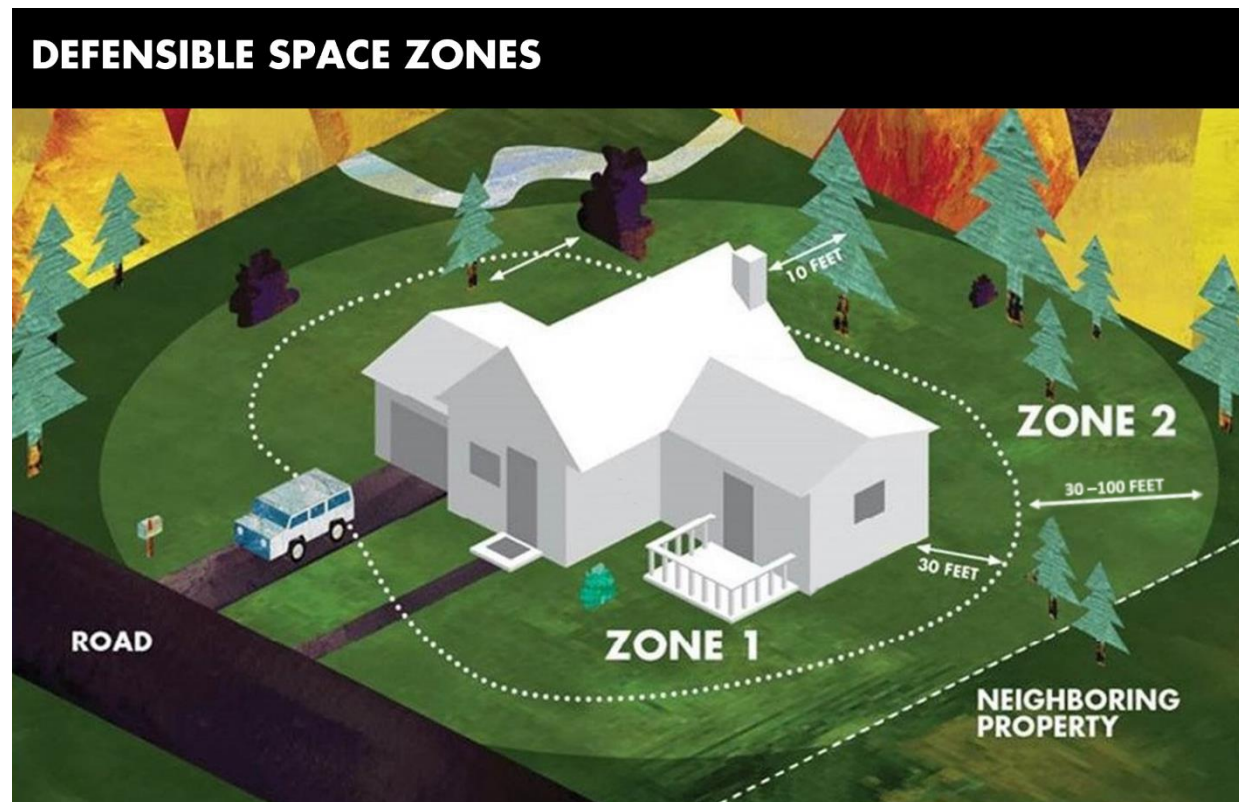 DEFENSIBLE SPACE ZONES
10 FEET
ZONE 2
30 –100 FEET
30 FEET
ROAD
ZONE 1
NEIGHBORING
PROPERTY